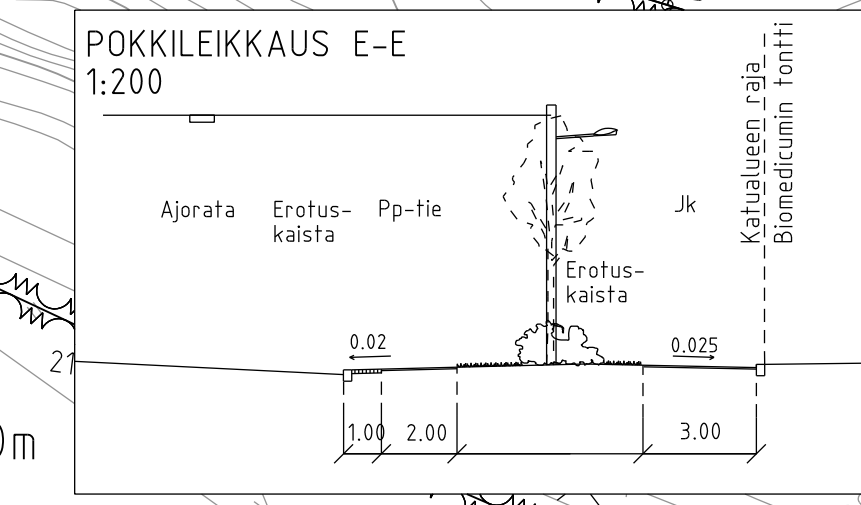 POKKILEIKKAUS E-E
1:200
Katualueen raja
Biomedicumin tontti
Ajorata
Erotus-
kaista
Pp-tie
Jk
Erotus-
kaista
0.02
0.025
21
1.00
2.00
3.00
m